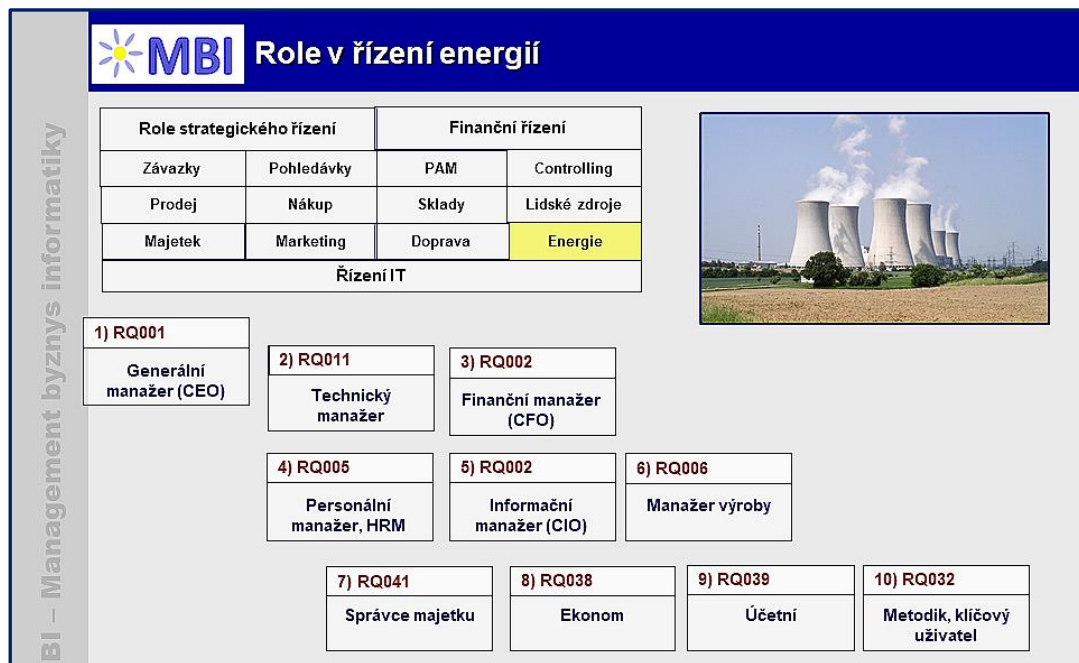 MBI
Role v řízení energií
Role strategického řízení
Finanční řízení
Závazky
Pohledávky
PAM
Controlling
Prodej
Nákup
Sklady
Lidské zdroje
Majetek
Marketing
Doprava
Energie
Řízení IT
BI – Management byznys informatiky
1) RQ001
Generální
manažer (CEO)
2) RQ011
Technický
manažer
3) RQ002
Finanční manažer
(CFO)
4) RQ005
Personální
manažer, HRM
5) RQ002
Informační
manažer (CIO)
6) RQ006
Manažer výroby
7) RQ041
Správce majetku
8) RQ038
Ekonom
9) RQ039
Účetní
10) RQ032
Metodik, klíčový
uživatel